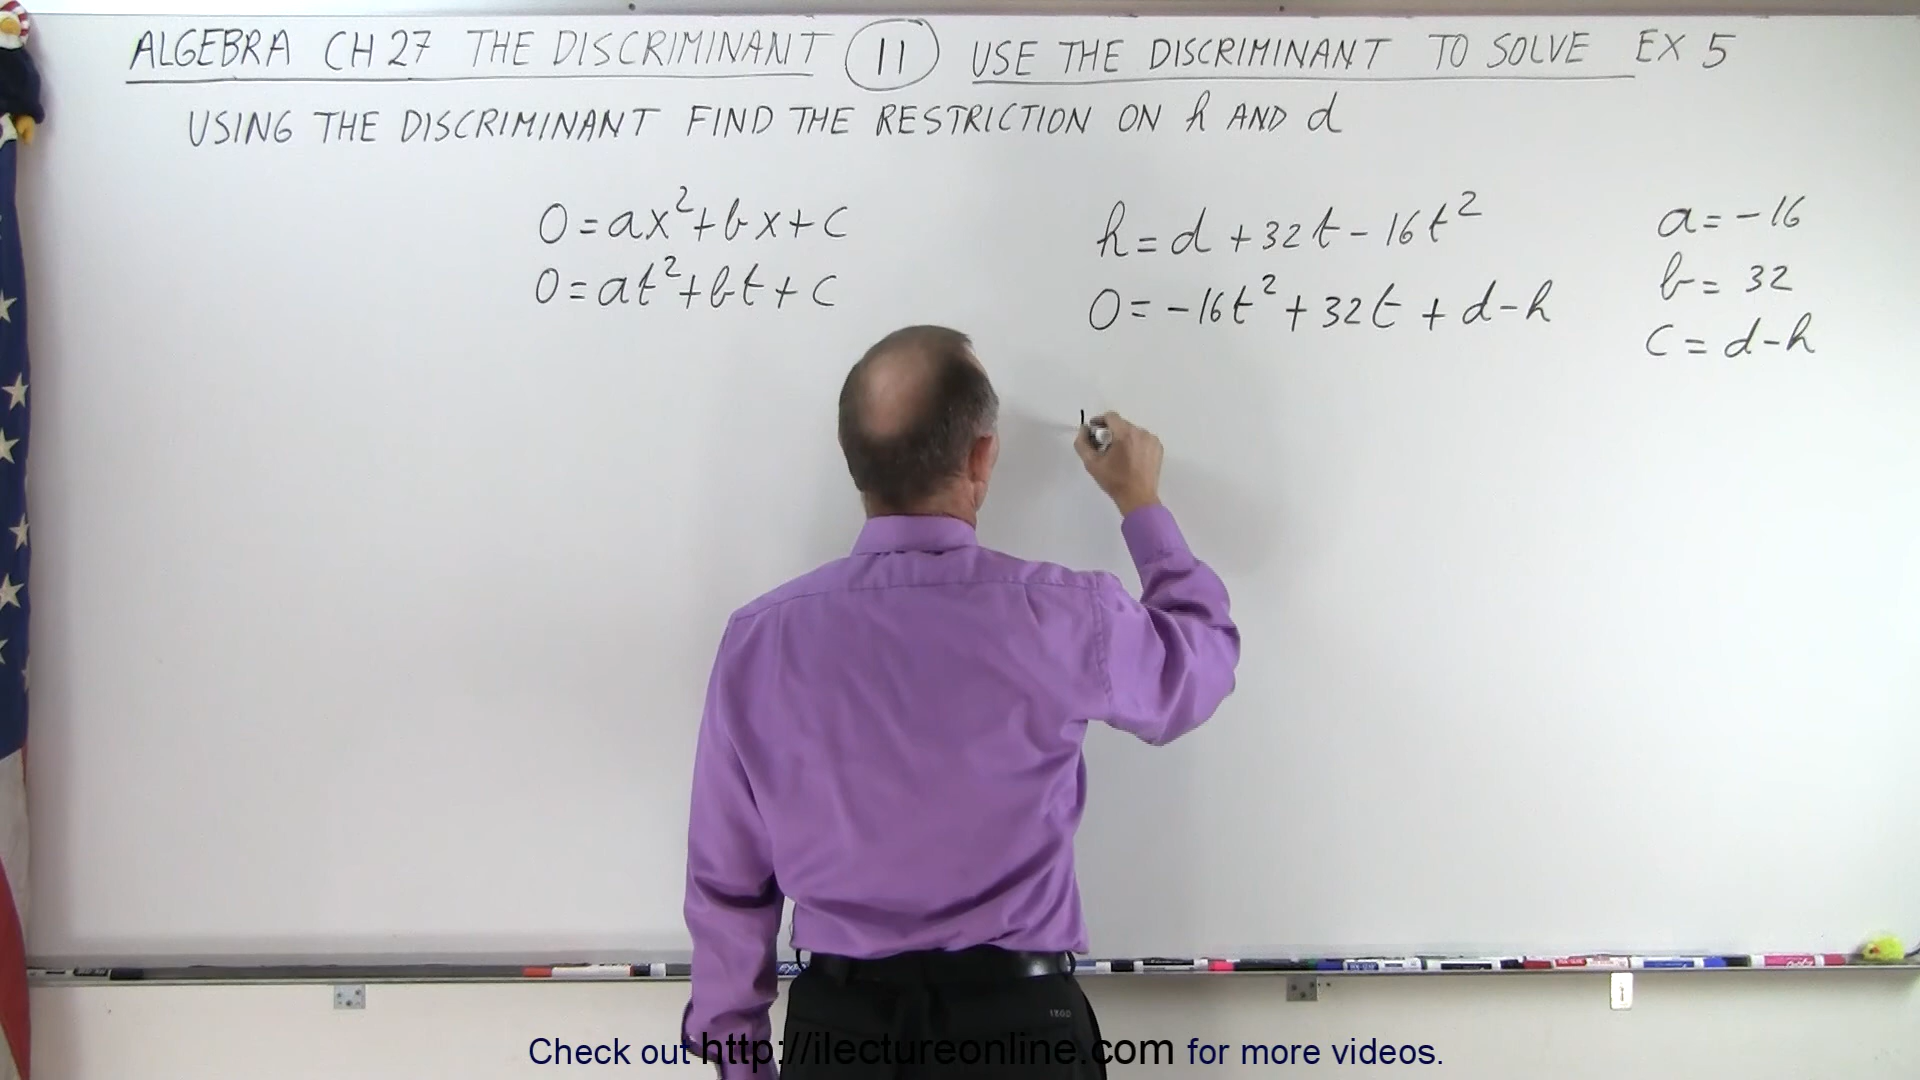 ALGEBRA CH 27 THE DISCRIMINANT 11 USE THE DISCRIMINANT TO SOLVE EX 5
USING THE DISCRIMINANT FIND THE RESTRICTION ON h AND d
0 = ax² + bx + c
0 = at² + bt + c
h = d + 32t - 16t²
0 = -16t² + 32t + d - h
a = -16
b = 32
c = d - h
IZOD
Check out http://ilectureonline.com for more videos.